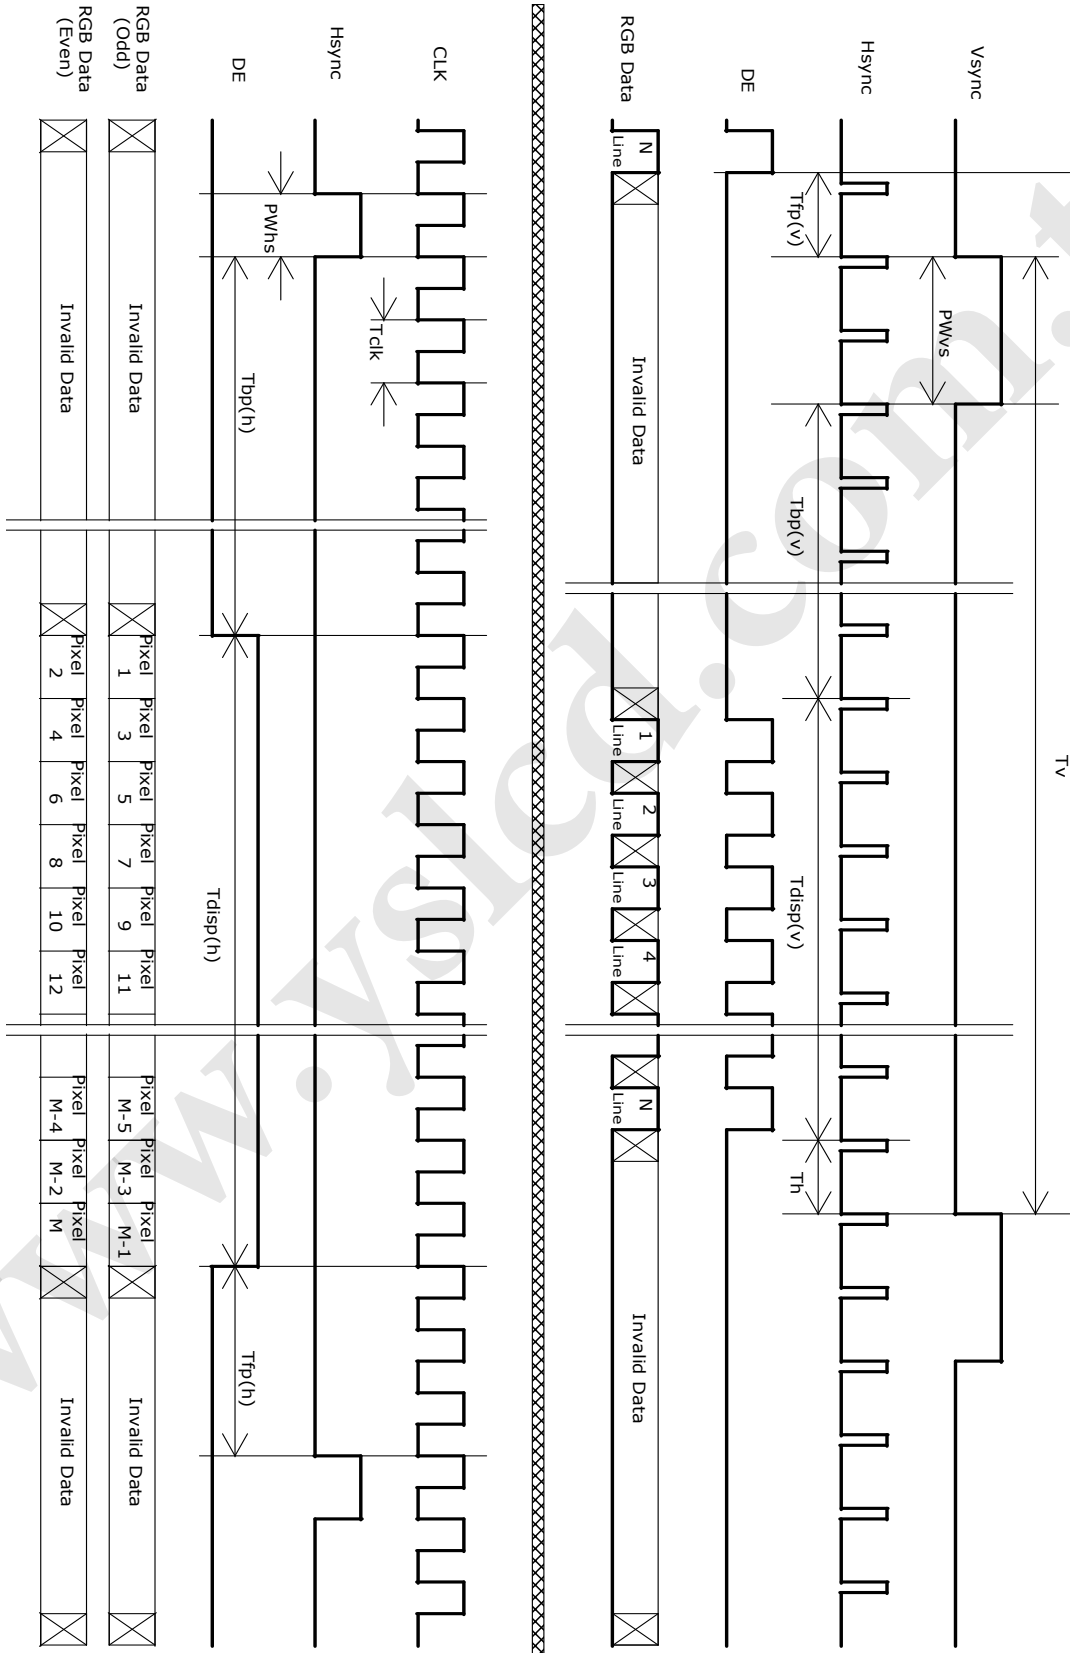 Tv
Vsync
PWvs
Hsync
Tfp(v)
Tbp(v)
Tdisp(v)
Th
DE
RGB Data
Line N
Invalid Data
Line 1
Line 2
Line 3
Line 4
Line N
Invalid Data
CLK
Tclk
Hsync
PWhs
DE
Tbp(h)
Tdisp(h)
Tfp(h)
RGB Data
(Odd)
Invalid Data
Pixel 1
Pixel 3
Pixel 5
Pixel 7
Pixel 9
Pixel 11
Pixel M-5
Pixel M-3
Pixel M-1
Invalid Data
RGB Data
(Even)
Invalid Data
Pixel 2
Pixel 4
Pixel 6
Pixel 8
Pixel 10
Pixel 12
Pixel M-4
Pixel M-2
Pixel M
Invalid Data
www.yslcd.com.t